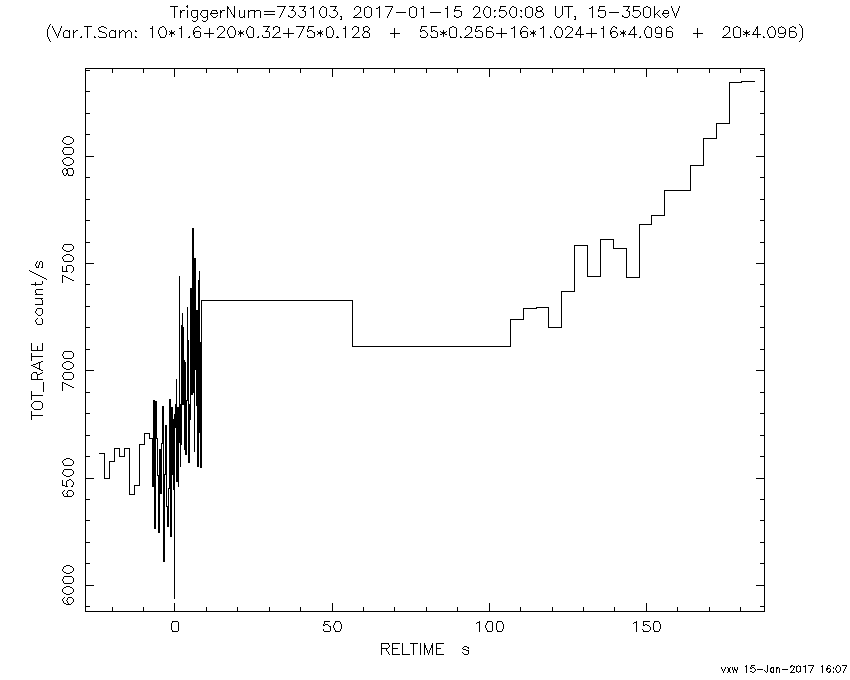 TriggerNum=733103, 2017-01-15 20:50:08 UT, 15-350keV
(Var.T.Sam: 10*1.6+20*0.32+75*0.128 + 55*0.256+16*1.024+16*4.096 + 20*4.096)
8000
7500
7000
6500
6000
TOT_RATE count/s
0 50 100 150
RELTIME s
vxw 15-Jan-2017 16:07